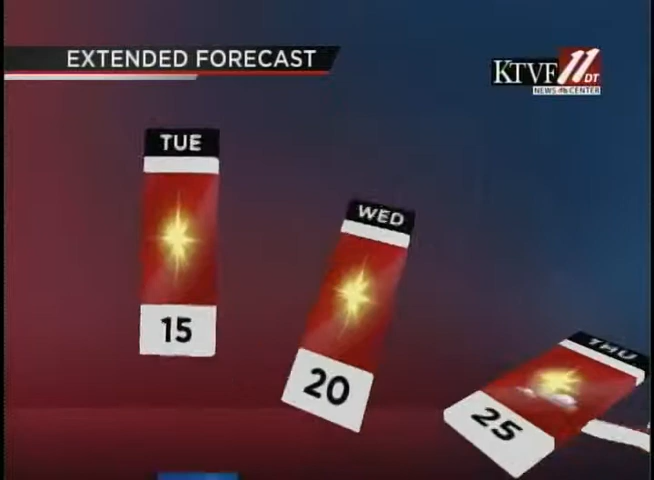 EXTENDED FORECAST
KTVF 11 DT
NEWS CENTER
TUE
15
WED
20
THU
25